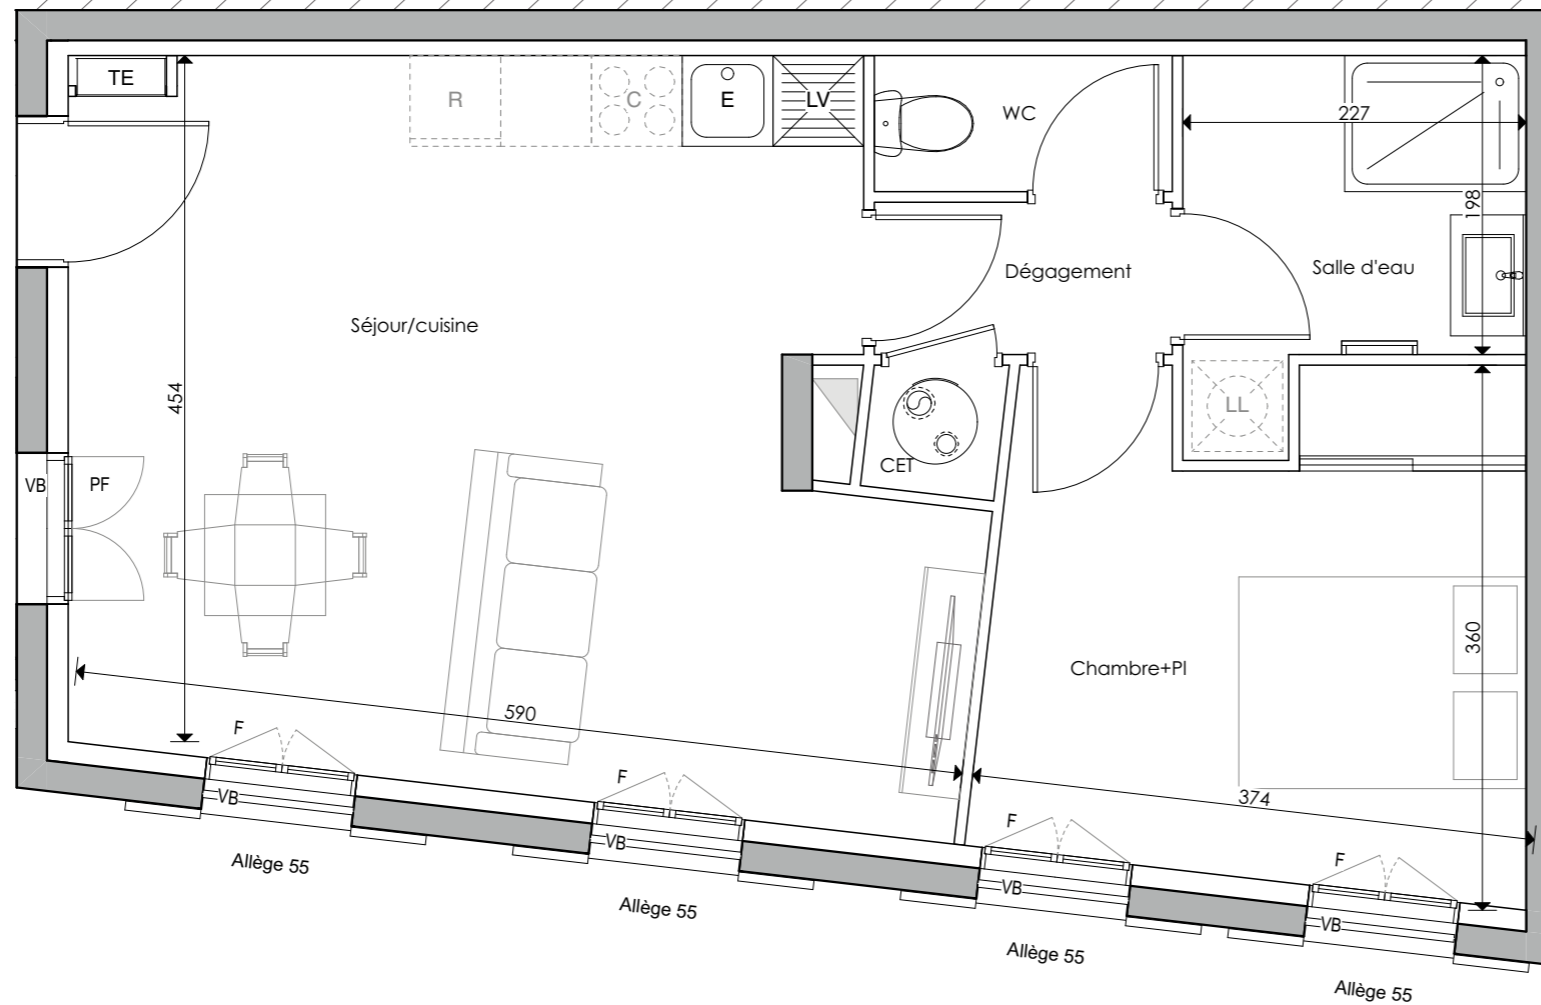 TE
R
C
E
LV
WC
227
198
Dégagement
Salle d'eau
Séjour/cuisine
454
LL
CET
VB
PF
360
Chambre+Pl
590
F
F
374
VB
F
VB
F
Allège 55
VB
Allège 55
VB
Allège 55
Allège 55